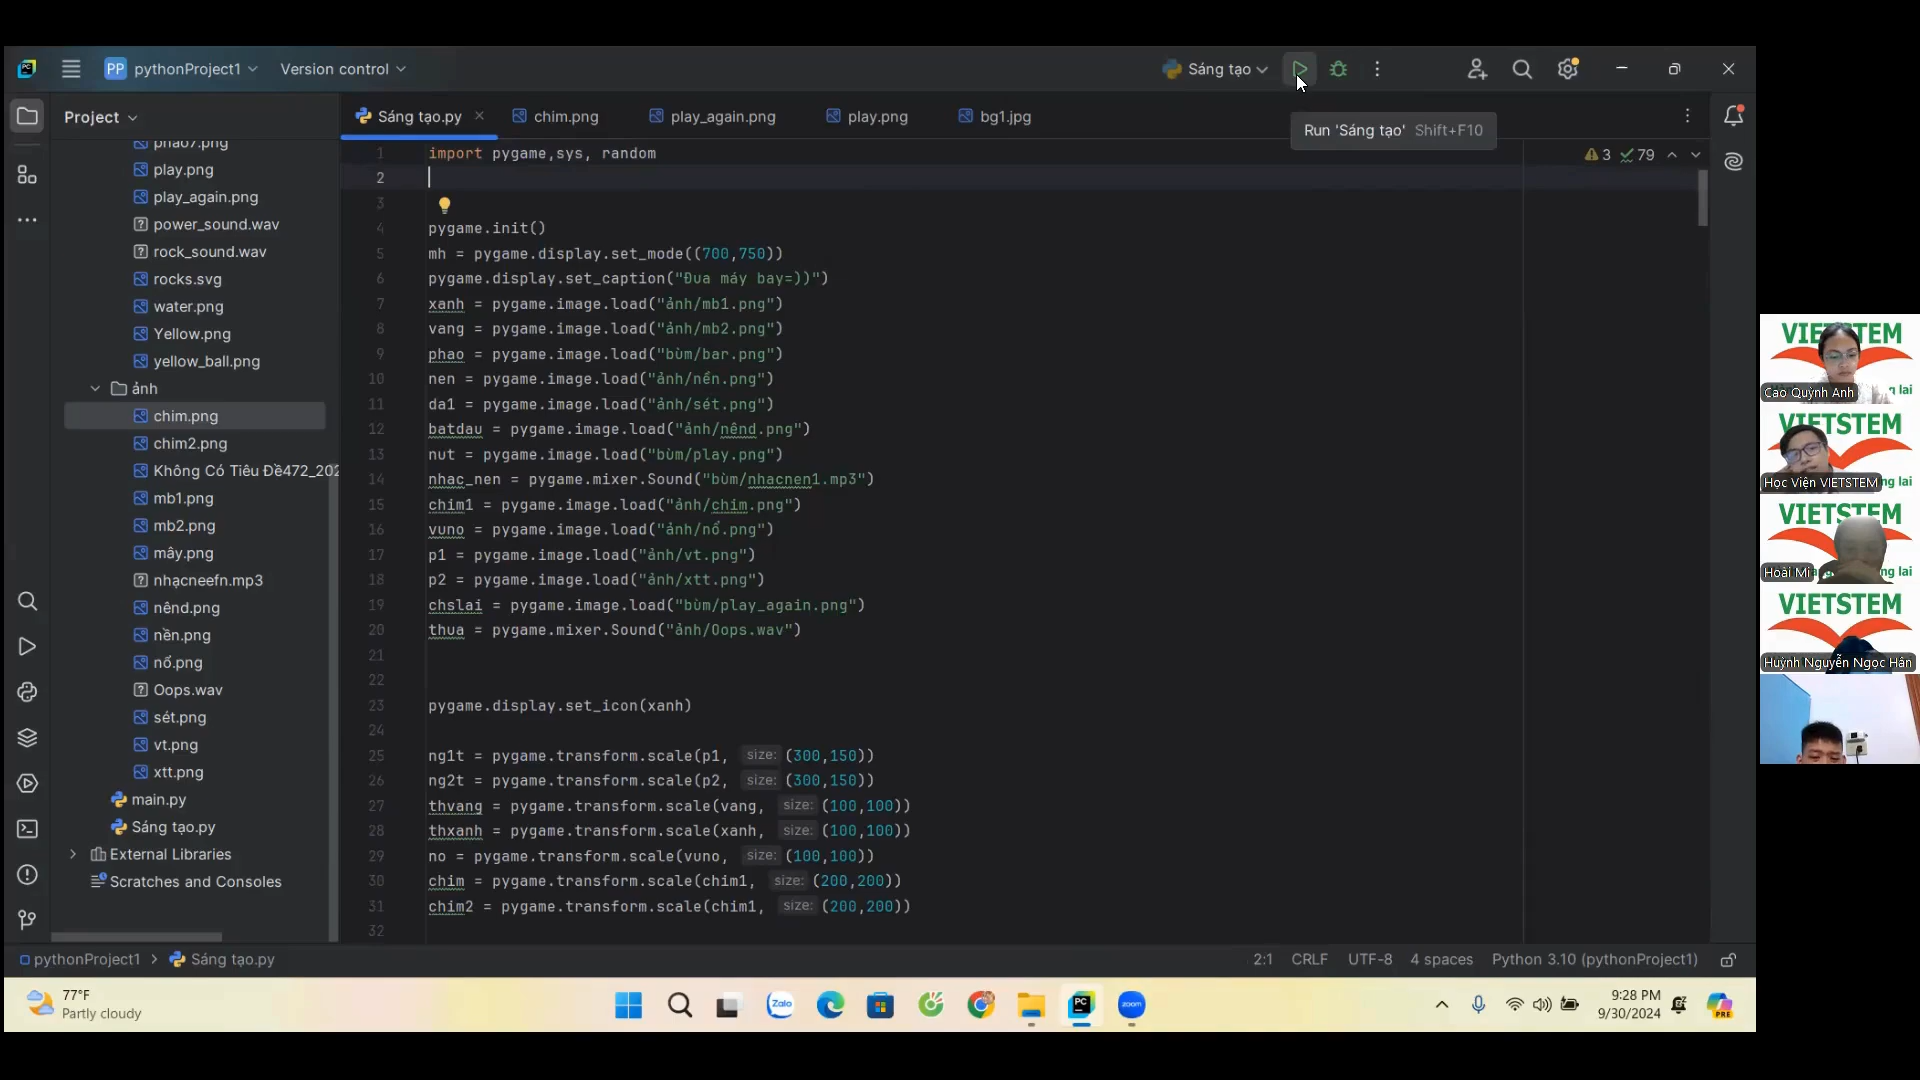 PP pythonProject1
Version control
Sáng tạo
Project
Sáng tạo.py
chim.png
play_again.png
play.png
bg1.jpg
Run 'Sáng tạo' Shift+F10
3 79
phao7.png
play.png
play_again.png
power_sound.wav
rock_sound.wav
rocks.svg
water.png
Yellow.png
yellow_ball.png
ảnh
chim.png
chim2.png
Không Có Tiêu Đề472_202
mb1.png
mb2.png
mây.png
nhạcneefn.mp3
nênd.png
nền.png
nổ.png
Oops.wav
sét.png
vt.png
xtt.png
main.py
Sáng tạo.py
External Libraries
Scratches and Consoles
1 import pygame,sys, random
2
3
4 pygame.init()
5 mh = pygame.display.set_mode((700,750))
6 pygame.display.set_caption("Đua máy bay=))")
7 xanh = pygame.image.load("ảnh/mb1.png")
8 vang = pygame.image.load("ảnh/mb2.png")
9 phao = pygame.image.load("bùm/bar.png")
10 nen = pygame.image.load("ảnh/nền.png")
11 da1 = pygame.image.load("ảnh/sét.png")
12 batdau = pygame.image.load("ảnh/nênd.png")
13 nut = pygame.image.load("bùm/play.png")
14 nhac_nen = pygame.mixer.Sound("bùm/nhacnen1.mp3")
15 chim1 = pygame.image.load("ảnh/chim.png")
16 vuno = pygame.image.load("ảnh/nổ.png")
17 p1 = pygame.image.load("ảnh/vt.png")
18 p2 = pygame.image.load("ảnh/xtt.png")
19 chslai = pygame.image.load("bùm/play_again.png")
20 thua = pygame.mixer.Sound("ảnh/Oops.wav")
21
22
23 pygame.display.set_icon(xanh)
24
25 ng1t = pygame.transform.scale(p1, size: (300,150))
26 ng2t = pygame.transform.scale(p2, size: (300,150))
27 thvang = pygame.transform.scale(vang, size: (100,100))
28 thxanh = pygame.transform.scale(xanh, size: (100,100))
29 no = pygame.transform.scale(vuno, size: (100,100))
30 chim = pygame.transform.scale(chim1, size: (200,200))
31 chim2 = pygame.transform.scale(chim1, size: (200,200))
32
pythonProject1 > Sáng tạo.py
2:1 CRLF UTF-8 4 spaces Python 3.10 (pythonProject1)
VIETSTEM
Cao Quỳnh Anh
lai
VIETSTEM
Học Viện VIETSTEM
ng lai
VIETSTEM
Hoài Mi
ng lai
VIETSTEM
Huỳnh Nguyễn Ngọc Hân
77°F
Partly cloudy
Zalo
PC
zoom
9:28 PM
9/30/2024
PRE